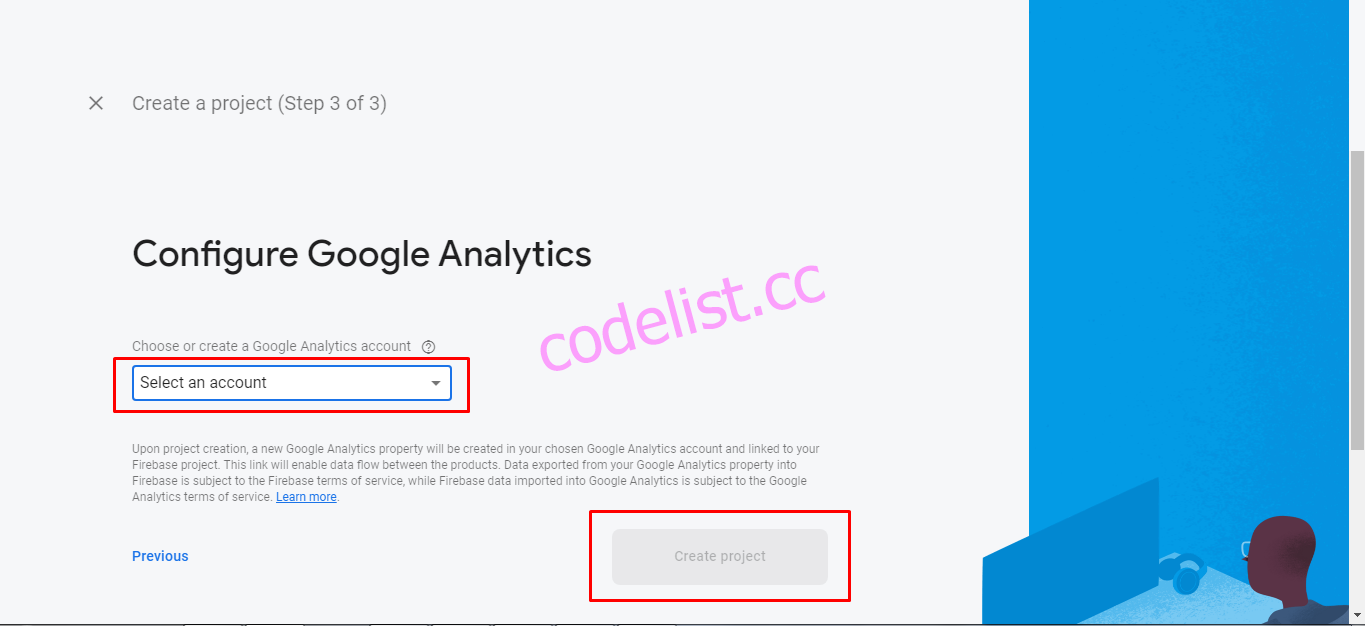 Create a project (Step 3 of 3)
Configure Google Analytics
codelist.cc
Choose or create a Google Analytics account ?
Select an account
Upon project creation, a new Google Analytics property will be created in your chosen Google Analytics account and linked to your
Firebase project. This link will enable data flow between the products. Data exported from your Google Analytics property into
Firebase is subject to the Firebase terms of service, while Firebase data imported into Google Analytics is subject to the Google
Analytics terms of service. Learn more.
Previous
Create project